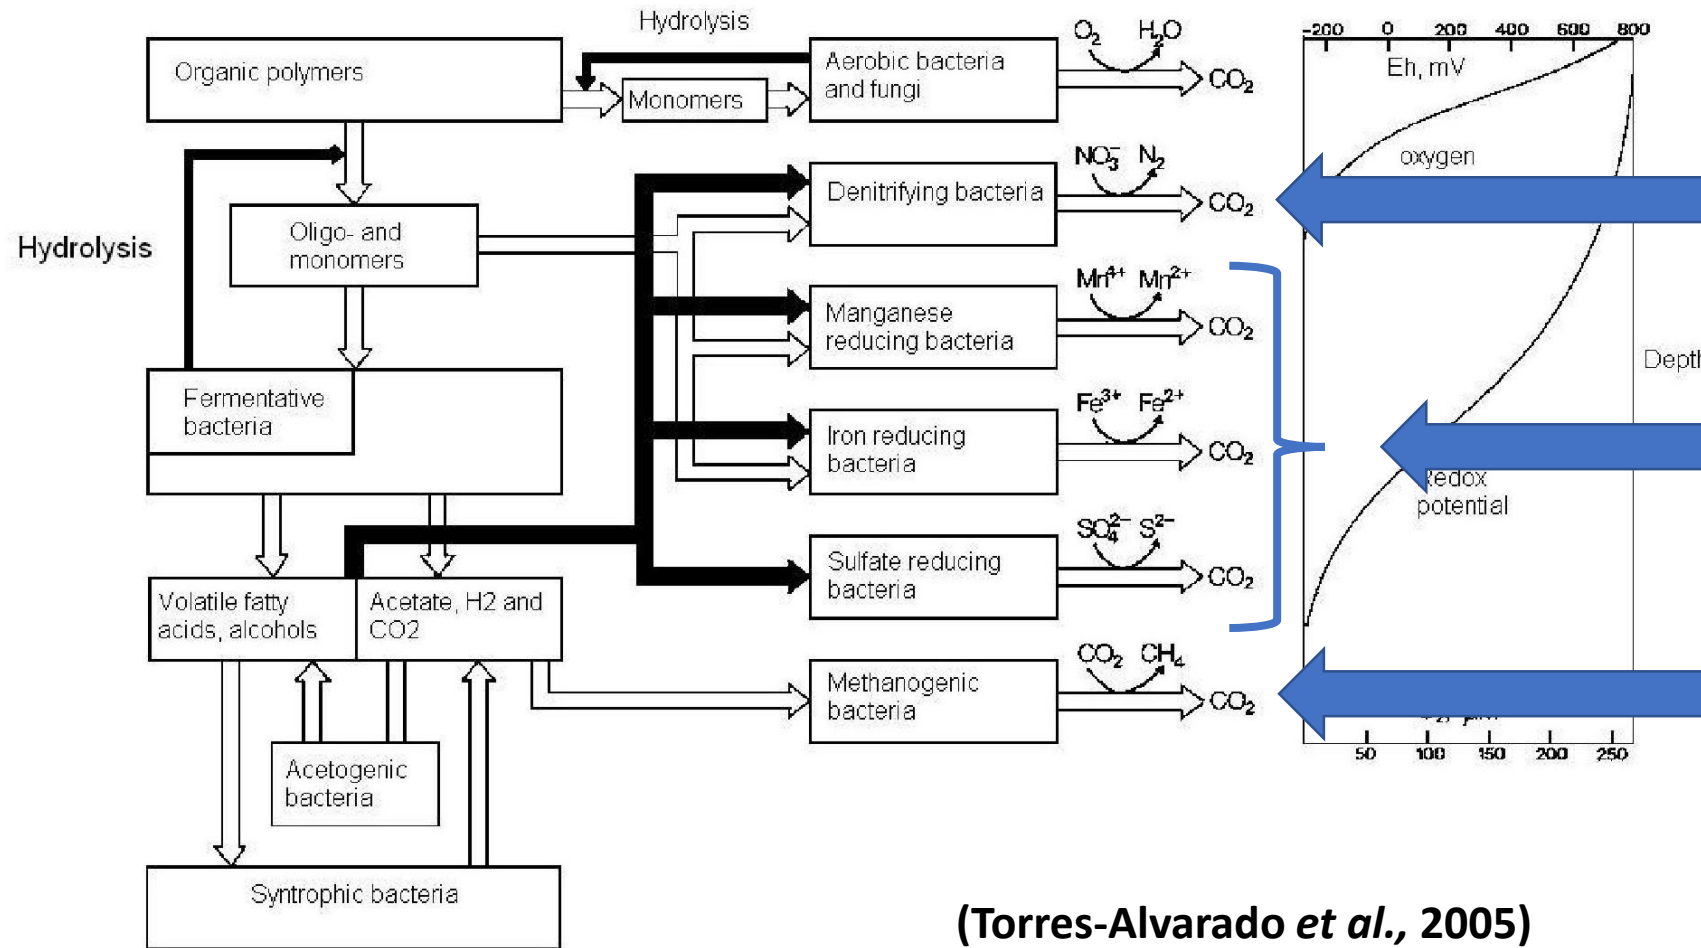 Hydrolysis
Organic polymers
Monomers
Aerobic bacteria
and fungi
O₂ H₂O
CO₂
Hydrolysis
Oligo- and
monomers
Denitrifying bacteria
NO₃⁻ N₂
CO₂
Manganese
reducing bacteria
Mn⁴⁺ Mn²⁺
CO₂
Fermentative
bacteria
Iron reducing
bacteria
Fe³⁺ Fe²⁺
CO₂
Sulfate reducing
bacteria
SO₄²⁻ S²⁻
CO₂
Volatile fatty
acids, alcohols
Acetate, H2 and
CO2
Methanogenic
bacteria
CO₂ CH₄
CO₂
Acetogenic
bacteria
Syntrophic bacteria
-200 0 200 400 600 800
Eh, mV
oxygen
Depth
Redox
potential
50 100 150 200 250
(Torres-Alvarado et al., 2005)